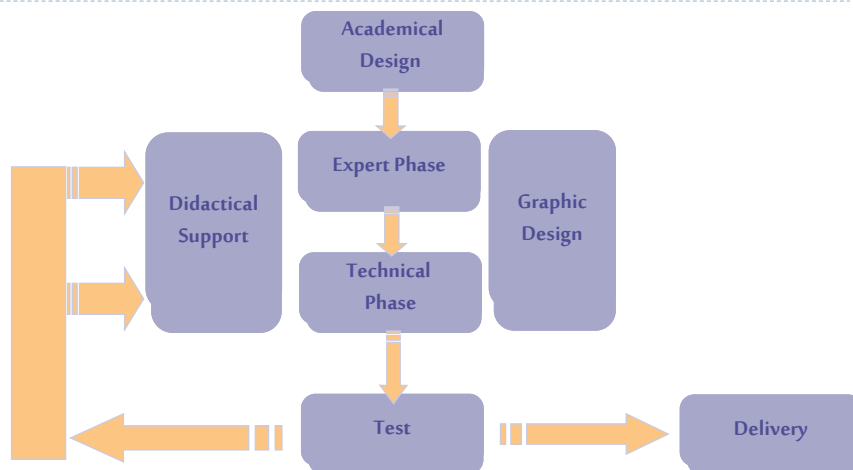 Academical
Design
Expert Phase
Didactical
Support
Graphic
Design
Technical
Phase
Test
Delivery